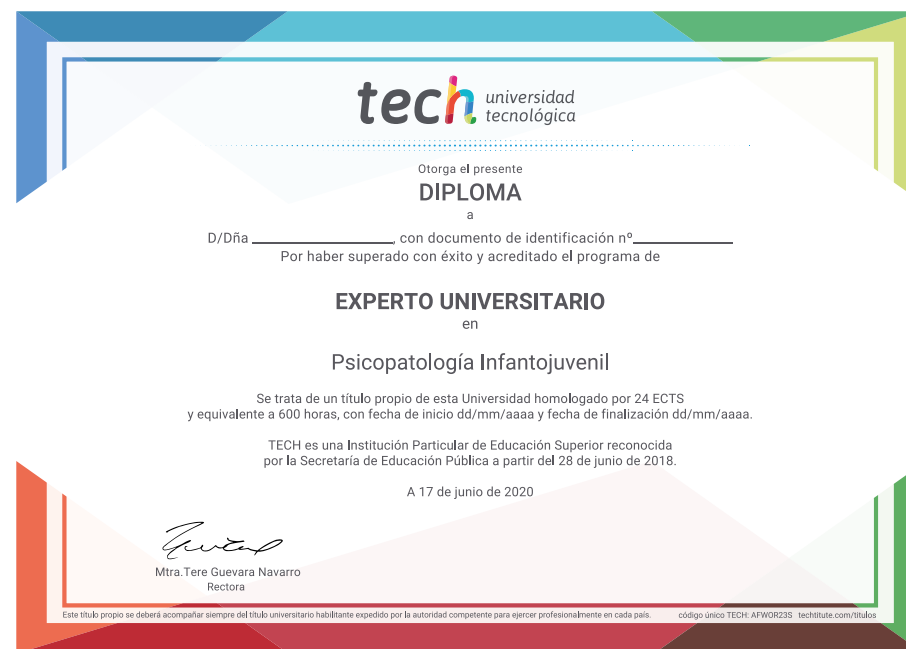 tech universidad
tecnológica
Otorga el presente
DIPLOMA
a
D/Dña ____________________, con documento de identificación nº______________
Por haber superado con éxito y acreditado el programa de
EXPERTO UNIVERSITARIO
en
Psicopatología Infantojuvenil
Se trata de un título propio de esta Universidad homologado por 24 ECTS
y equivalente a 600 horas, con fecha de inicio dd/mm/aaaa y fecha de finalización dd/mm/aaaa.
TECH es una Institución Particular de Educación Superior reconocida
por la Secretaría de Educación Pública a partir del 28 de junio de 2018.
A 17 de junio de 2020
Mtra.Tere Guevara Navarro
Rectora
Este título propio se deberá acompañar siempre del título universitario habilitante expedido por la autoridad competente para ejercer profesionalmente en cada país. código único TECH: AFWOR23S techtitute.com/titulos